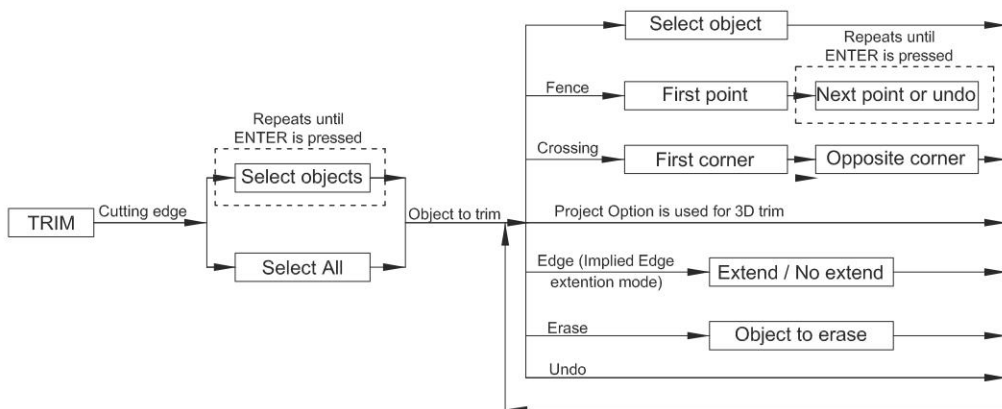 Select object
Repeats until
ENTER is pressed
Fence
First point
Next point or undo
Repeats until
ENTER is pressed
Crossing
First corner
Opposite corner
Select objects
TRIM
Cutting edge
Object to trim
Project Option is used for 3D trim
Select All
Edge (Implied Edge
extention mode)
Extend / No extend
Erase
Object to erase
Undo